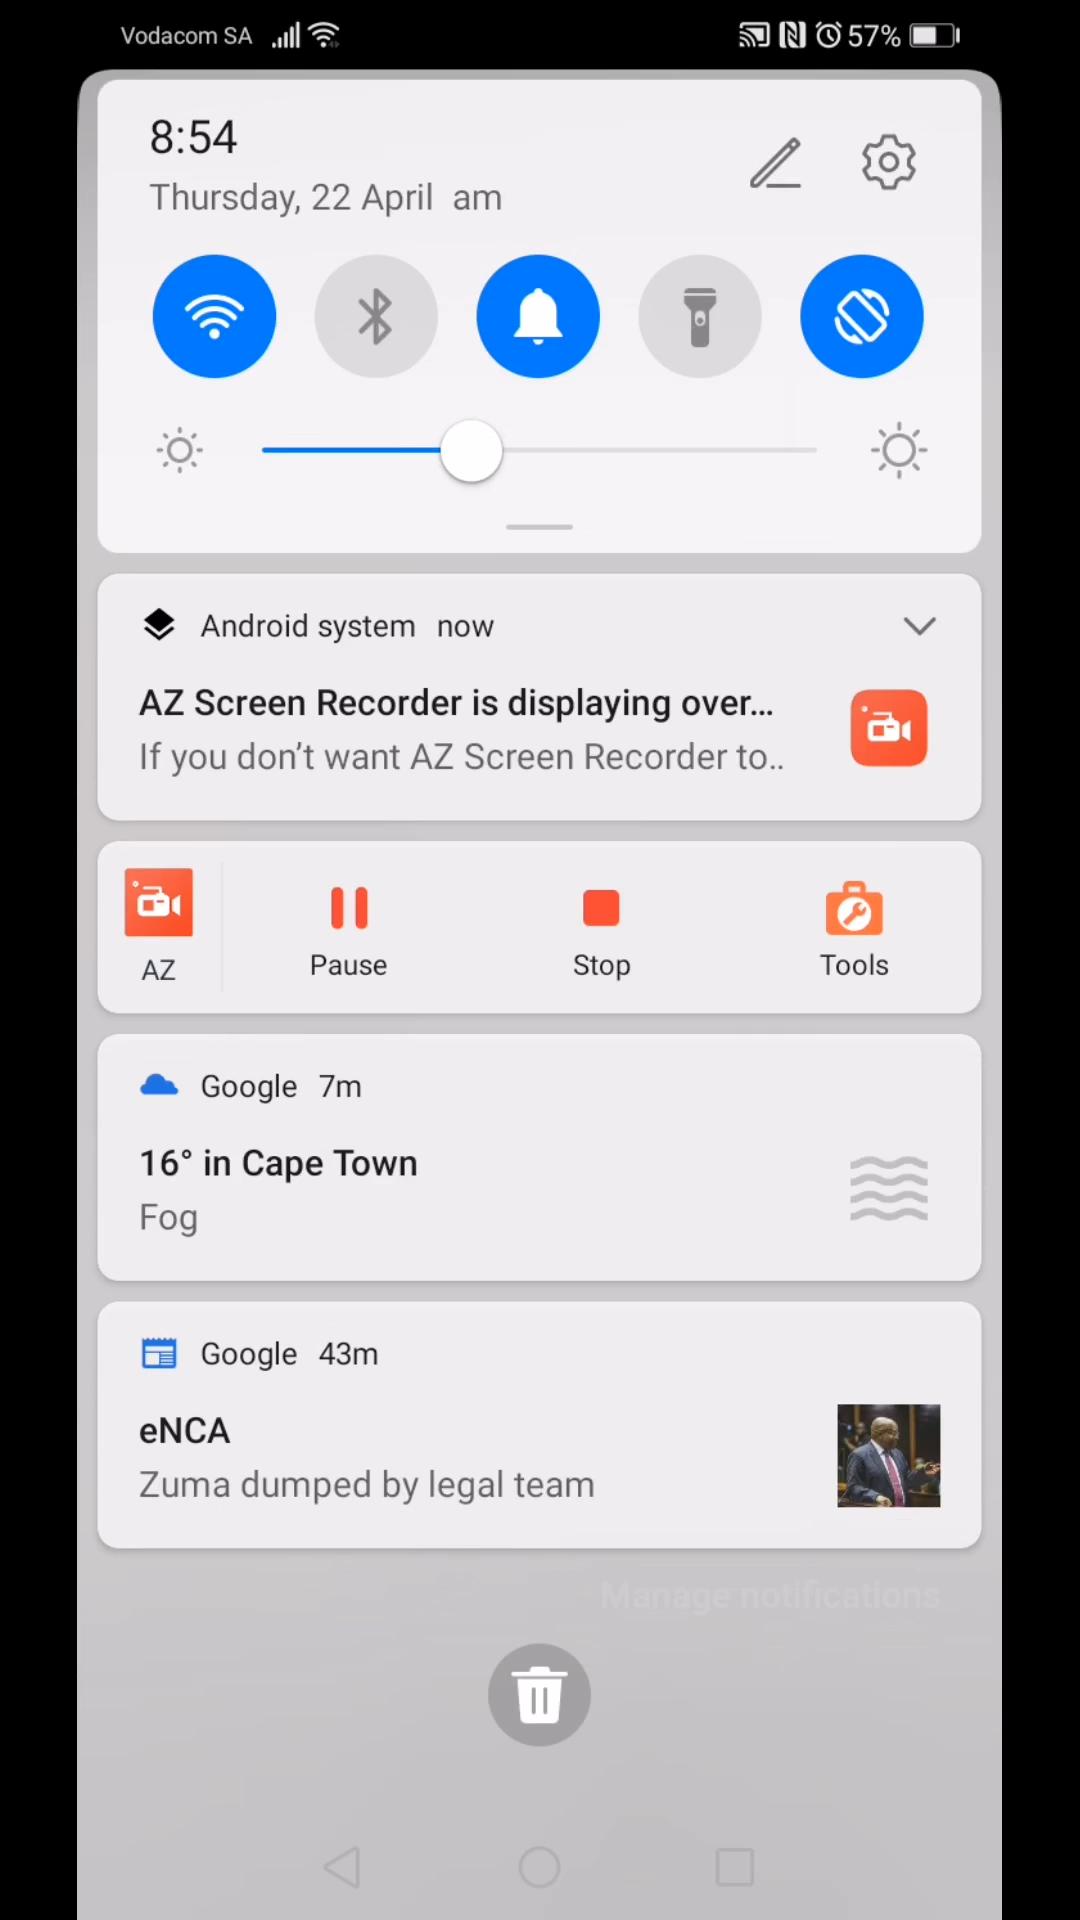 Vodacom SA
57%
8:54
Thursday, 22 April am
Android system now
AZ Screen Recorder is displaying over...
If you don't want AZ Screen Recorder to..
AZ
Pause
Stop
Tools
Google 7m
16° in Cape Town
Fog
Google 43m
eNCA
Zuma dumped by legal team
Manage notifications